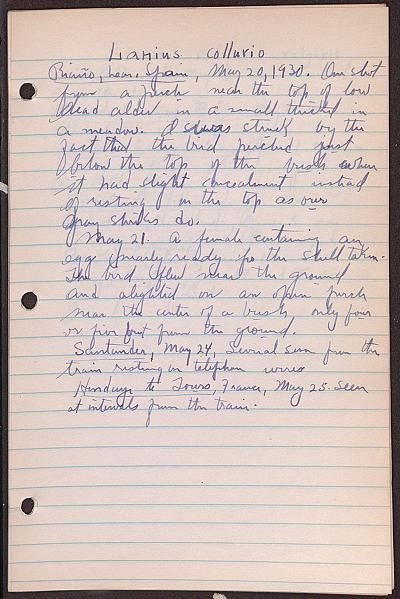 Lanius collurio
Riaño, Leon, Spain, May 20, 1930. One shot
from a perch near the top of low
dead alder in a small thicket in
a meadow. I was struck by the
fact that the bird perched just
below the top of the bush where
it had slight concealment instead
of resting on the top as our
gray shrikes do.
May 21. A female containing an
egg nearly ready for the shell taken.
The bird flew near the ground
and alighted on an open perch
near the center of a bush, only four
or five feet from the ground.
Santander, May 24, Several seen from the
train resting on telephone wires
Hendaye to Tours, France, May 25. Seen
at intervals from the train.